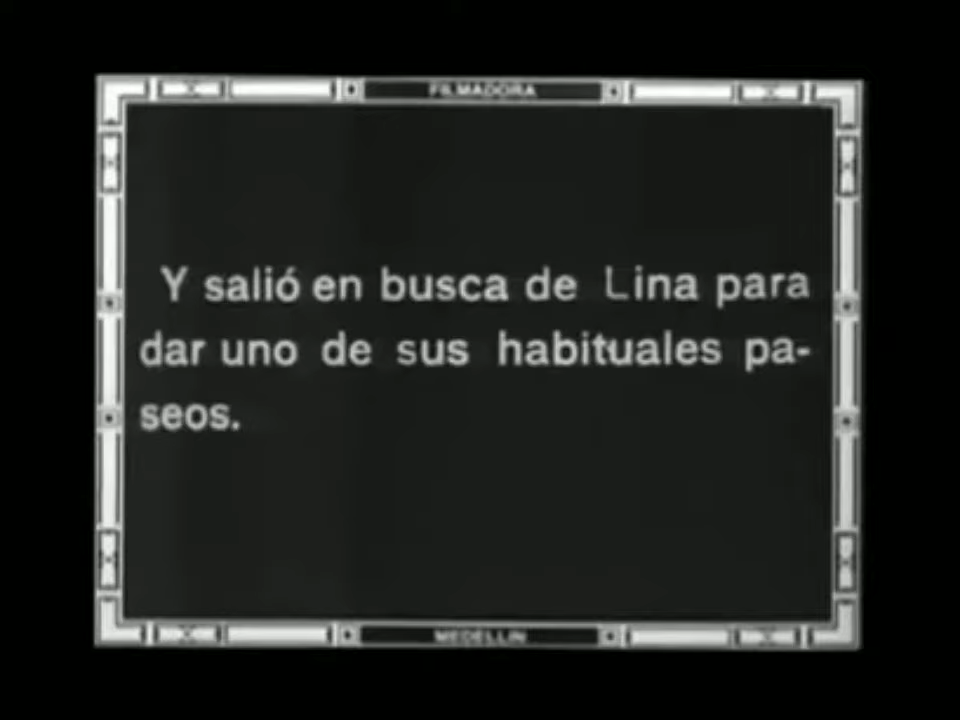 FILMADORA
Y salió en busca de Lina para
dar uno de sus habituales pa-
seos.
MEDELLIN